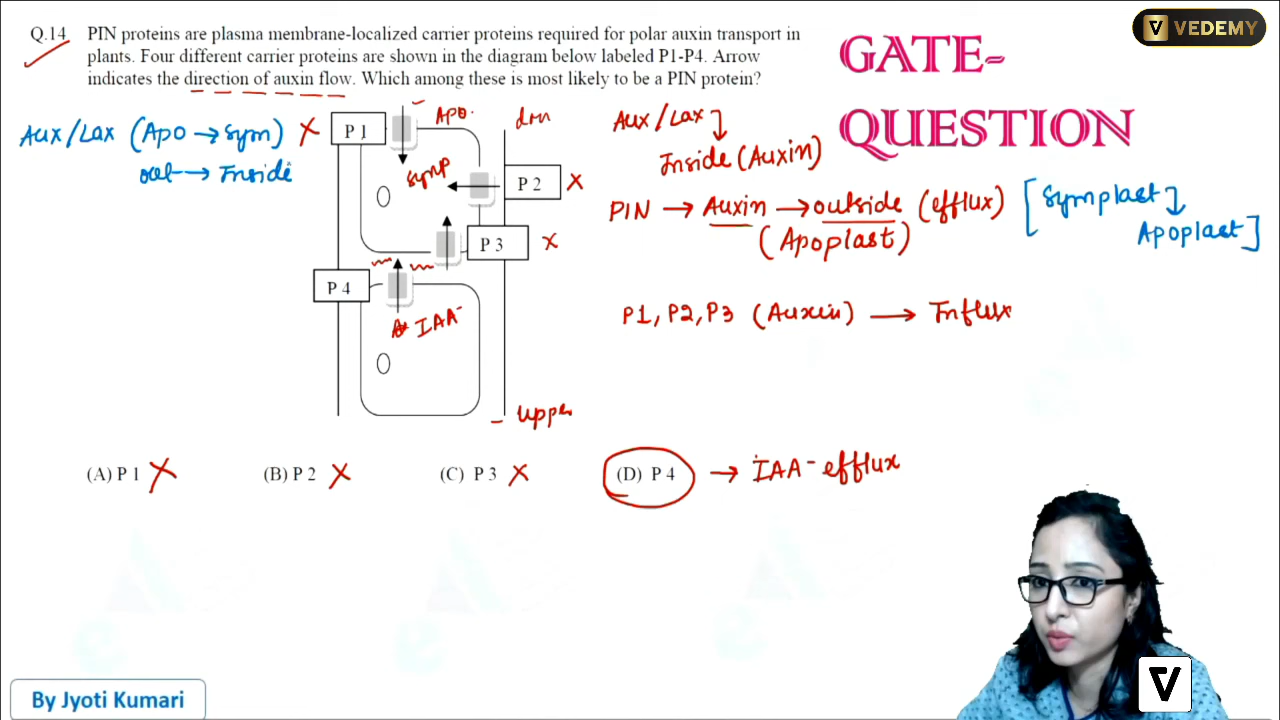 VEDEMY
Q.14 PIN proteins are plasma membrane-localized carrier proteins required for polar auxin transport in
plants. Four different carrier proteins are shown in the diagram below labeled P1-P4. Arrow
indicates the direction of auxin flow. Which among these is most likely to be a PIN protein?
GATE-
QUESTION
Aux/Lax (Apo → Sym) X
out → Inside
P 1
Apo.
Symp
P 2 X
P 3 X
P 4
IAA⁻
Upper
Aux/Lax
Inside (Auxin)
PIN → Auxin → outside (efflux) [Symplast
(Apoplast)
Apoplast]
P1, P2, P3 (Auxin) → Influx
(A) P 1 X (B) P 2 X (C) P 3 X (D) P 4 → IAA⁻ efflux
By Jyoti Kumari
V